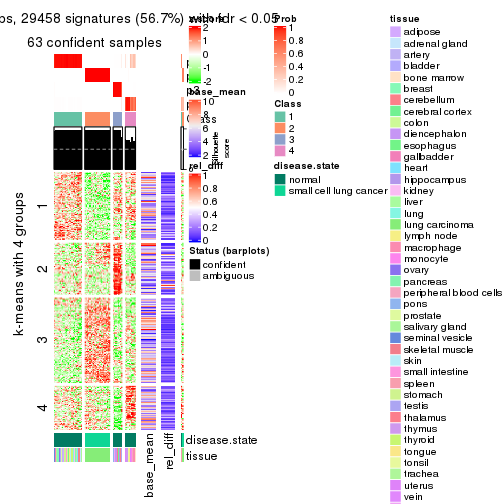 ps, 29458 signatures (56.7%) with fdr < 0.05
63 confident samples
p3
Class
silhouette
score
1
2
3
4
k-means with 4 groups
base_mean
rel_diff
disease.state
tissue
2
1
0
-1
-2
base_mean
10
8
6
4
2
rel_diff
1
0.8
0.6
0.4
0.2
0
Status (barplots)
confident
ambiguous
Prob
1
0.8
0.6
0.4
0.2
0
Class
1
2
3
4
disease.state
normal
small cell lung cancer
tissue
adipose
adrenal gland
artery
bladder
bone marrow
breast
cerebellum
cerebral cortex
colon
diencephalon
esophagus
gallbadder
heart
hippocampus
kidney
liver
lung
lung carcinoma
lymph node
macrophage
monocyte
ovary
pancreas
peripheral blood cells
pons
prostate
salivary gland
seminal vesicle
skeletal muscle
skin
small intestine
spleen
stomach
testis
thalamus
thymus
thyroid
tongue
tonsil
trachea
uterus
vein